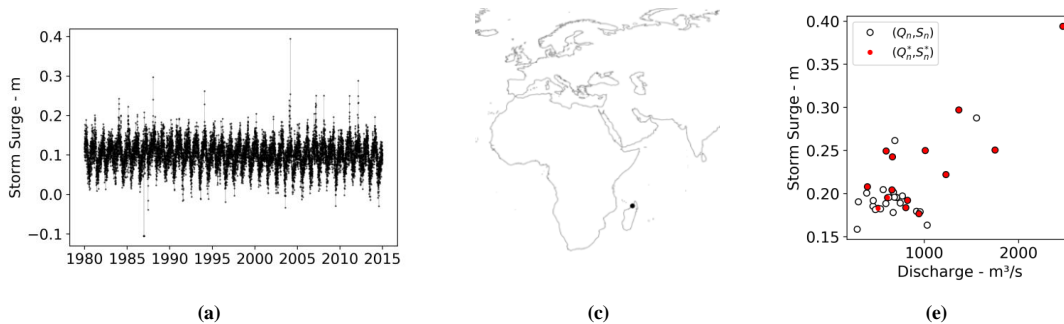 Storm Surge - m
0.4
0.3
0.2
0.1
0.0
−0.1
1980 1985 1990 1995 2000 2005 2010 2015
(a)
(c)
Storm Surge - m
0.40
0.35
0.30
0.25
0.20
0.15
(Qₙ,Sₙ)
(Qₙ*,Sₙ*)
1000 2000
Discharge - m³/s
(e)